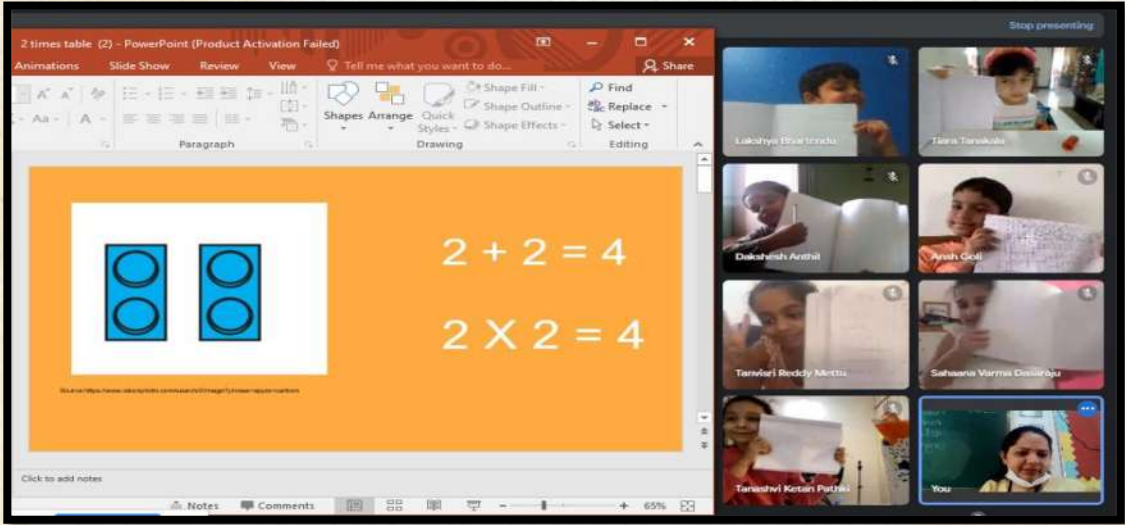 Stop presenting
2 times table (2) - PowerPoint (Product Activation Failed)
Animations Slide Show Review View Tell me what you want to do... Share
Aa A
Shapes Arrange Quick Styles
Shape Fill
Shape Outline
Shape Effects
Find
Replace
Select
Paragraph Drawing Editing
2 + 2 = 4
2 X 2 = 4
Click to add notes
Notes Comments 65%
Lakshya Bhartendu
Tiara Tanakala
Dakshesh Anthil
Ansh Goli
Tanvisri Reddy Mettu
Sahaana Varma Dasaraju
Tanashvi Ketan Pathki
You